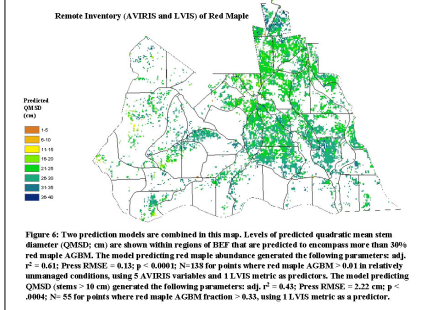 Remote Inventory (AVIRIS and LVIS) of Red Maple
Predicted
QMSD
(cm)
1-5
6-10
11-15
16-20
21-25
26-30
31-35
36-40
Figure 6: Two prediction models are combined in this map. Levels of predicted quadratic mean stem
diameter (QMSD; cm) are shown within regions of BEF that are predicted to encompass more than 30%
red maple AGBM. The model predicting red maple abundance generated the following parameters: adj.
r² = 0.61; Press RMSE = 0.13; p < 0.0001; N=138 for points where red maple AGBM > 0.01 in relatively
unmanaged conditions, using 5 AVIRIS variables and 1 LVIS metric as predictors. The model predicting
QMSD (stems > 10 cm) generated the following parameters: adj. r² = 0.43; Press RMSE = 2.22 cm; p <
.0004; N= 55 for points where red maple AGBM fraction > 0.33, using 1 LVIS metric as a predictor.